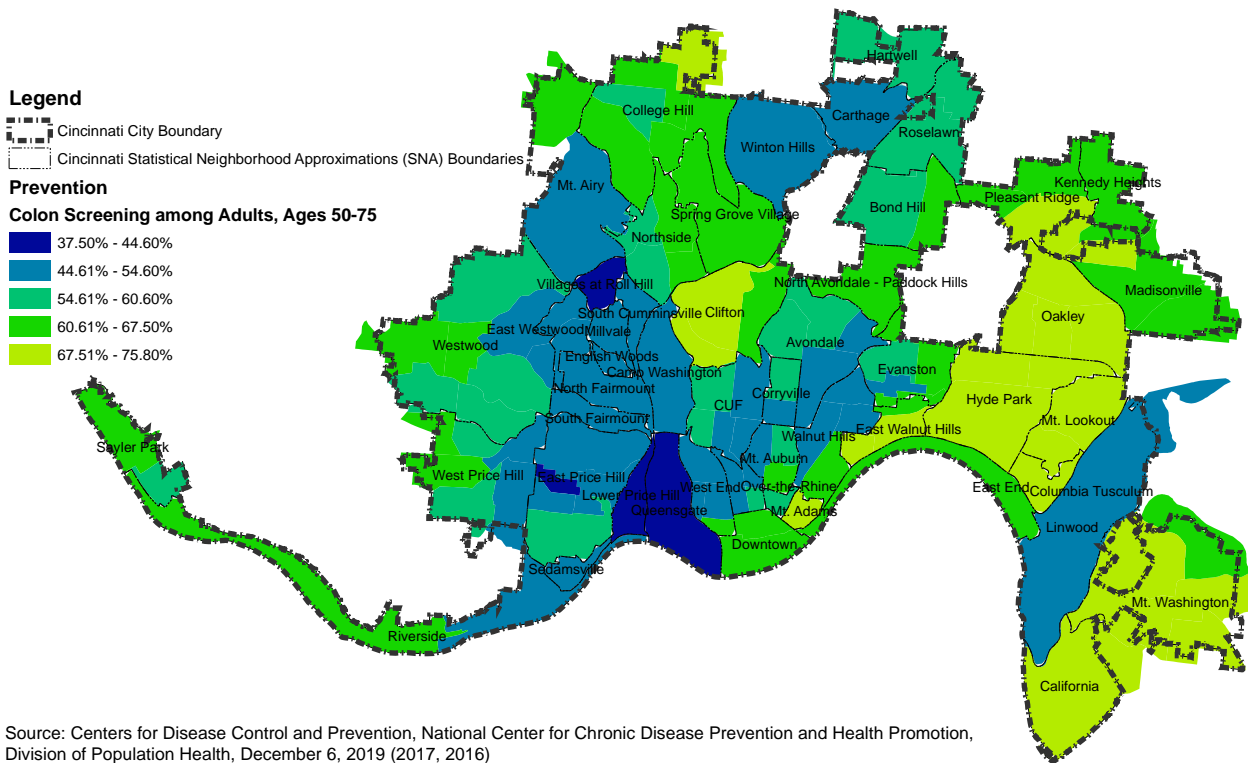 Legend
Cincinnati City Boundary
Cincinnati Statistical Neighborhood Approximations (SNA) Boundaries
Prevention
Colon Screening among Adults, Ages 50-75
37.50% - 44.60%
44.61% - 54.60%
54.61% - 60.60%
60.61% - 67.50%
67.51% - 75.80%
Hartwell
College Hill
Carthage
Roselawn
Winton Hills
Mt. Airy
Kennedy Heights
Pleasant Ridge
Bond Hill
Spring Grove Village
Northside
Villages at Roll Hill
North Avondale - Paddock Hills
Madisonville
South Cumminsville
Clifton
Oakley
East Westwood
Millvale
Westwood
Avondale
English Woods
Camp Washington
Evanston
North Fairmount
Corryville
Hyde Park
CUF
South Fairmount
Mt. Lookout
East Walnut Hills
Walnut Hills
Sayler Park
Mt. Auburn
West Price Hill
East Price Hill
West End
Over-the-Rhine
East End
Columbia Tusculum
Lower Price Hill
Queensgate
Mt. Adams
Linwood
Downtown
Sedamsville
Mt. Washington
Riverside
California
Source: Centers for Disease Control and Prevention, National Center for Chronic Disease Prevention and Health Promotion,
Division of Population Health, December 6, 2019 (2017, 2016)